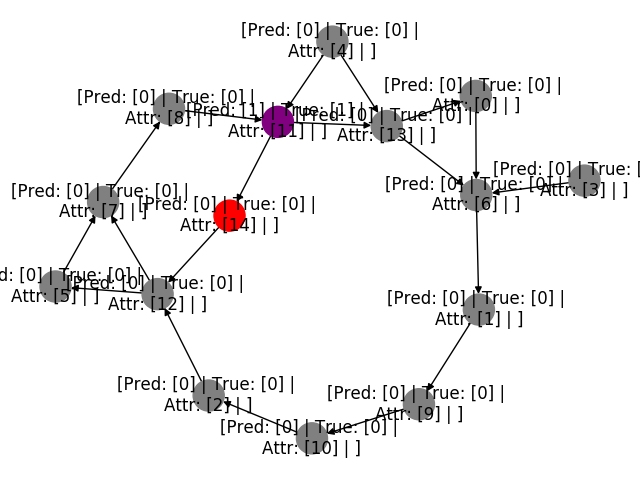 [Pred: [0] | True: [0] |
Attr: [4] | ]
[Pred: [0] | True: [0] |
Attr: [0] | ]
[Pred: [0] | True: [0] |
Attr: [8] | ]
[Pred: [1] | True: [1] |
Attr: [11] | ]
[Pred: [0] | True: [0] |
Attr: [13] | ]
[Pred: [0] | True: [
Attr: [3] | ]
[Pred: [0] | True: [0] |
Attr: [6] | ]
[Pred: [0] | True: [0] |
Attr: [7] | ]
[Pred: [0] | True: [0] |
Attr: [14] | ]
d: [0] | True: [0] |
Attr: [5] | ]
[Pred: [0] | True: [0] |
Attr: [12] | ]
[Pred: [0] | True: [0] |
Attr: [1] | ]
[Pred: [0] | True: [0] |
Attr: [2] | ]
[Pred: [0] | True: [0] |
Attr: [9] | ]
[Pred: [0] | True: [0] |
Attr: [10] | ]